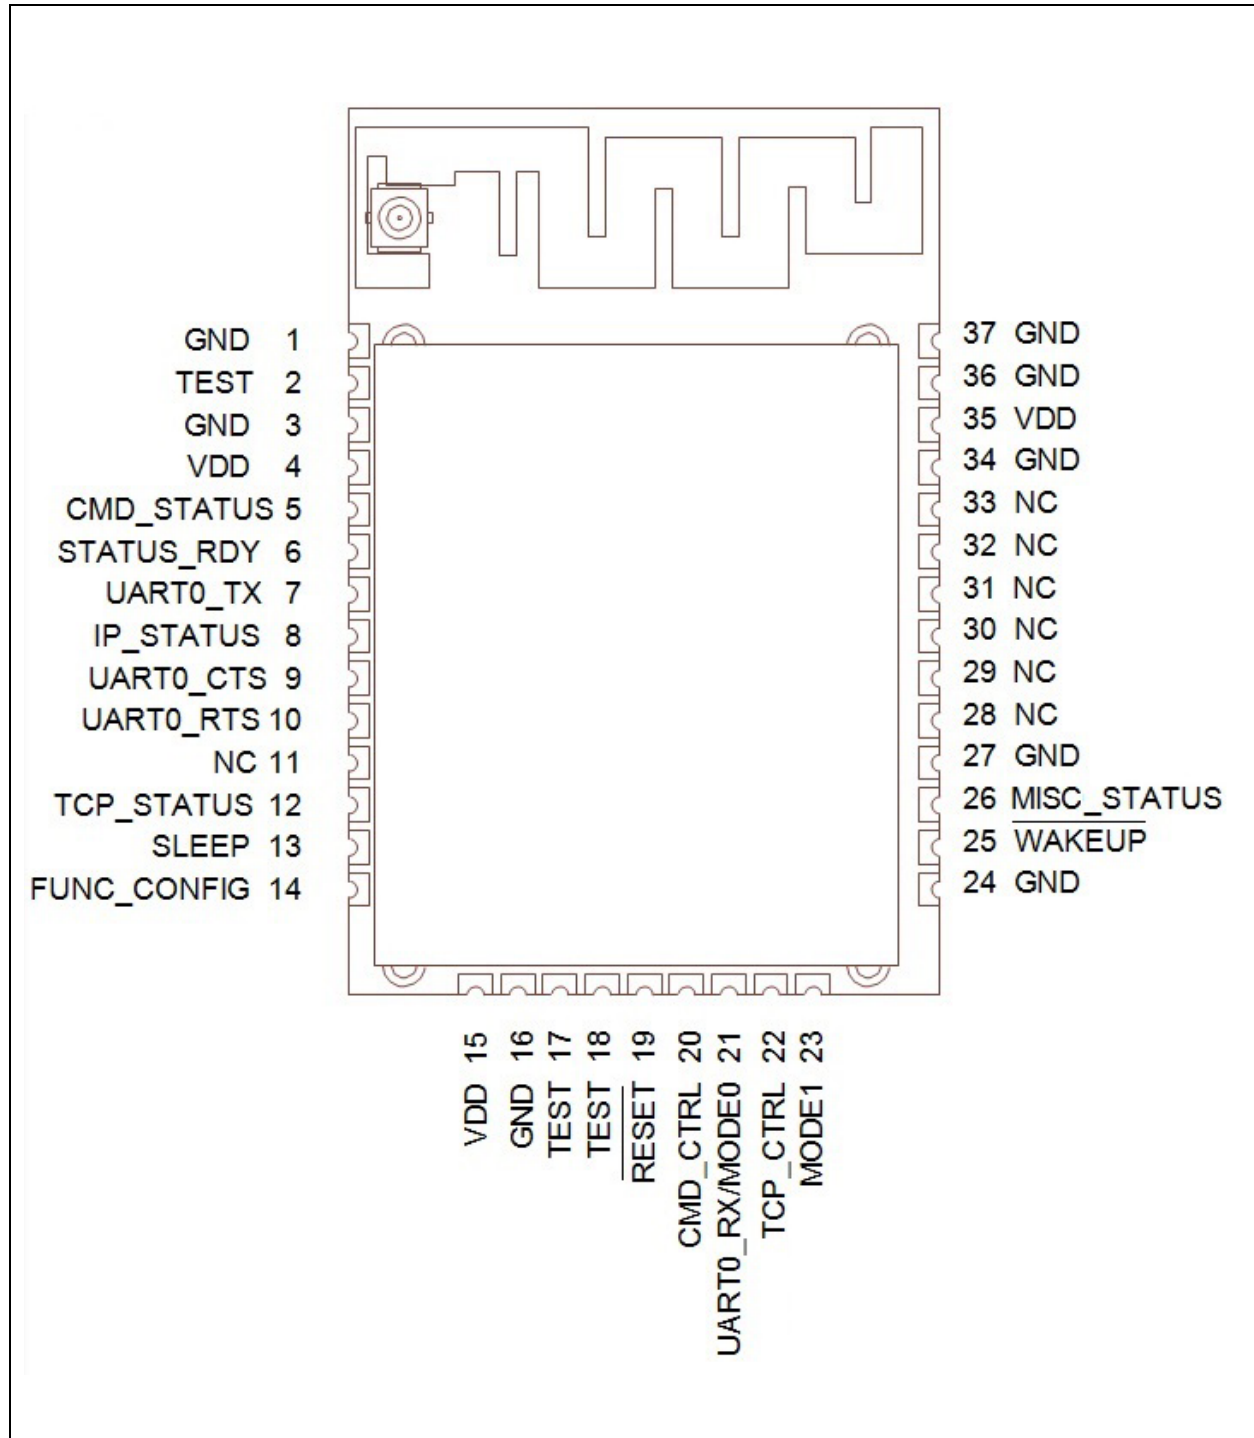 GND 1
TEST 2
GND 3
VDD 4
CMD_STATUS 5
STATUS_RDY 6
UART0_TX 7
IP_STATUS 8
UART0_CTS 9
UART0_RTS 10
NC 11
TCP_STATUS 12
SLEEP 13
FUNC_CONFIG 14
VDD 15
GND 16
TEST 17
TEST 18
RESET 19
CMD_CTRL 20
UART0_RX/MODE0 21
TCP_CTRL 22
MODE1 23
37 GND
36 GND
35 VDD
34 GND
33 NC
32 NC
31 NC
30 NC
29 NC
28 NC
27 GND
26 MISC_STATUS
25 WAKEUP
24 GND